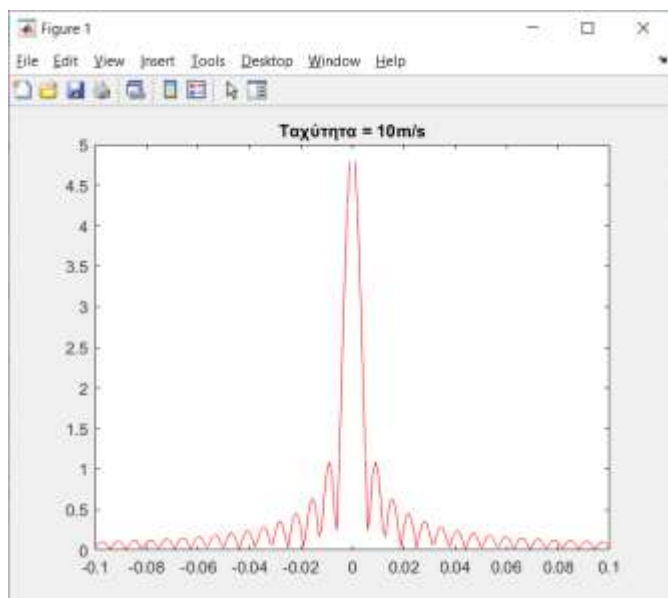 Figure 1
File Edit View Insert Tools Desktop Window Help
Ταχύτητα = 10m/s
5
4.5
4
3.5
3
2.5
2
1.5
1
0.5
0
-0.1 -0.08 -0.06 -0.04 -0.02 0 0.02 0.04 0.06 0.08 0.1